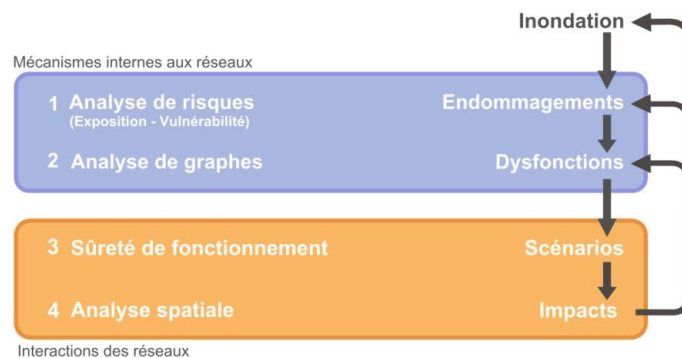 Inondation
Mécanismes internes aux réseaux
1 Analyse de risques Endommagements
(Exposition - Vulnérabilité)
2 Analyse de graphes Dysfonctions
3 Sûreté de fonctionnement Scénarios
4 Analyse spatiale Impacts
Interactions des réseaux